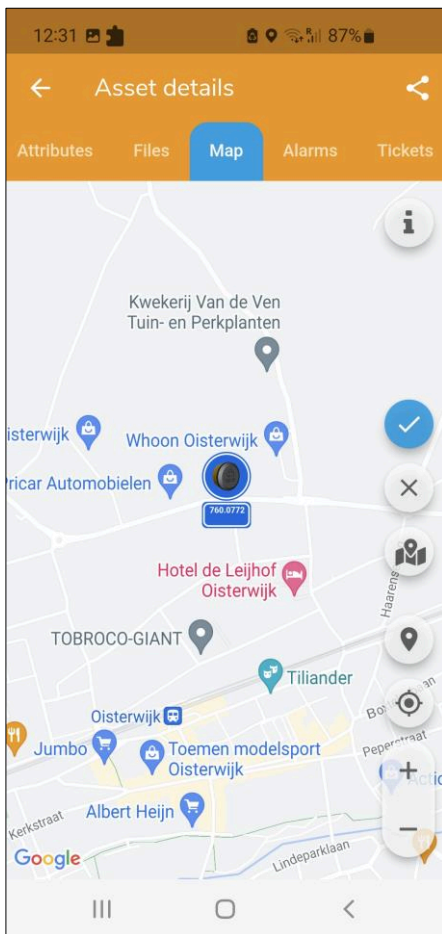 12:31
87%
Asset details
Attributes
Files
Map
Alarms
Tickets
Kwekerij Van de Ven
Tuin- en Perkplanten
isterwijk
Whoon Oisterwijk
Pricar Automobielen
760.0772
Hotel de Leijhof
Oisterwijk
Haarens
TOBROCO-GIANT
Tiliander
Oisterwijk
Jumbo
Toemen modelsport
Oisterwijk
Peperstraat
Actio
Albert Heijn
Kerkstraat
Google
Lindeparklaan